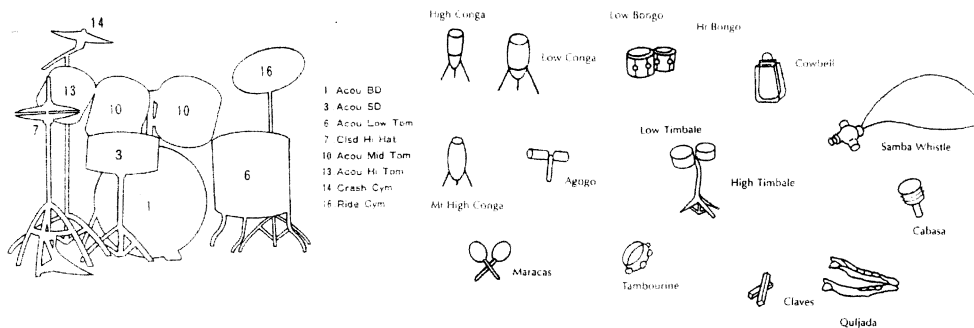 14
16
13
10
10
7
3
6
1
1 Acou BD
3 Acou SD
6 Acou Low Tom
7 Clsd Hi Hat
10 Acou Mid Tom
13 Acou Hi Tom
14 Crash Cym
16 Ride Cym
High Conga
Low Conga
Low Bongo
Hi Bongo
Cowbell
Samba Whistle
Low Timbale
High Timbale
Agogo
Mt High Conga
Cabasa
Maracas
Tambourine
Claves
Quljada